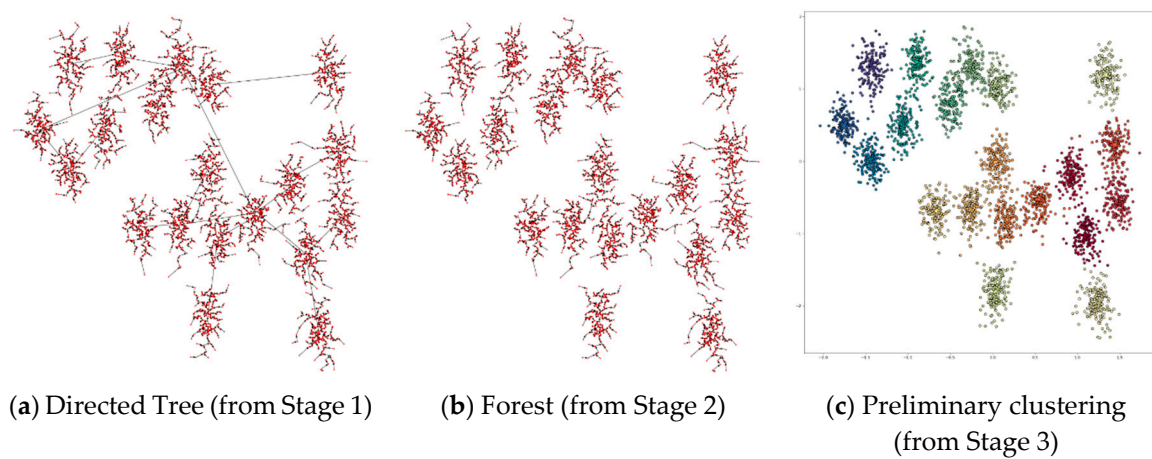 (a) Directed Tree (from Stage 1)
(b) Forest (from Stage 2)
(c) Preliminary clustering
(from Stage 3)